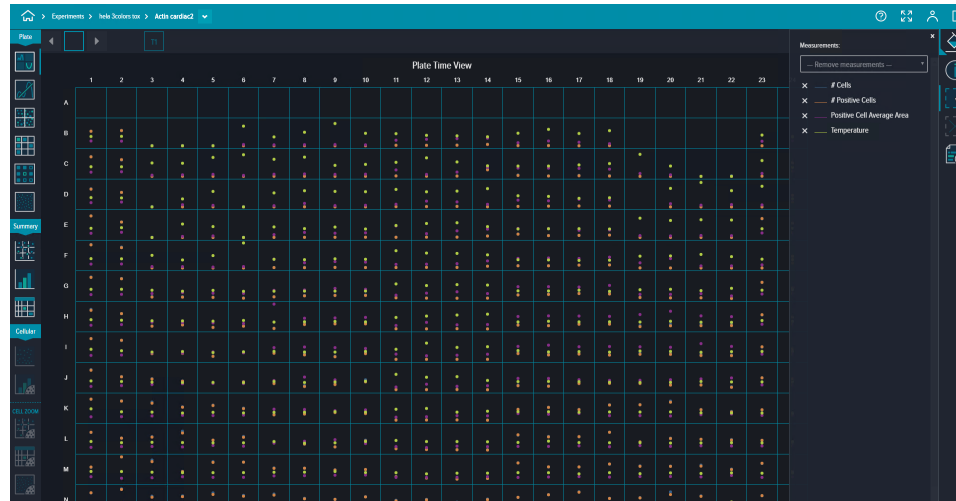 Experiments > hela 3colors tox > Actin cardiac2
Plate
T1
Plate Time View
1 2 3 4 5 6 7 8 9 10 11 12 13 14 15 16 17 18 19 20 21 22 23
A
B
C
D
E
F
G
H
I
J
K
L
M
N
Summary
Cellular
CELL ZOOM
Measurements:
--- Remove measurements ---
# Cells
# Positive Cells
Positive Cell Average Area
Temperature